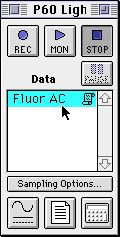 P60 Ligh
REC MON STOP
Data
Fluor AC
Sampling Options...